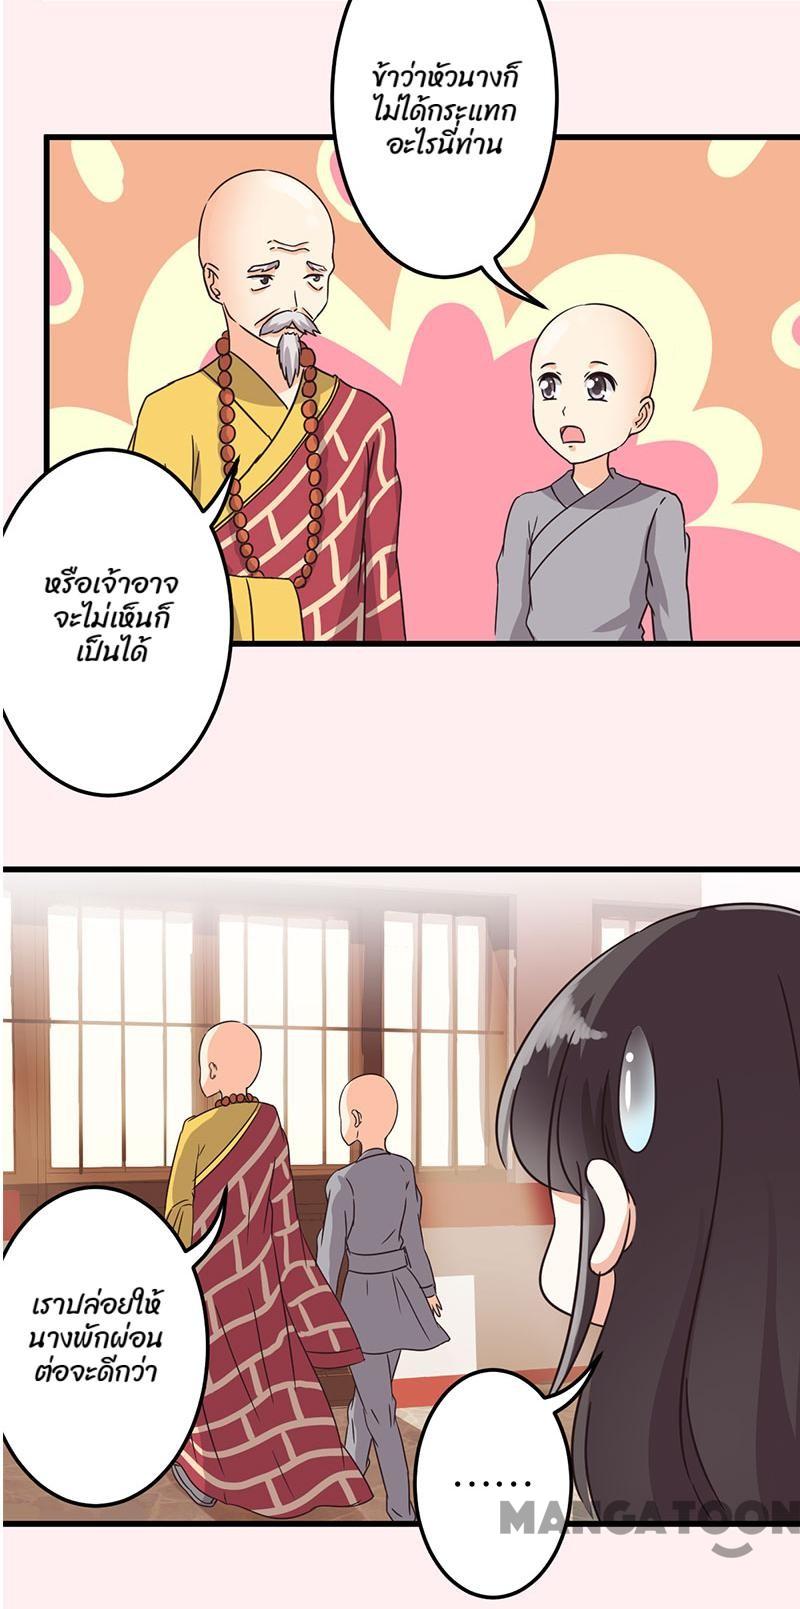 ข้าว่าหัวนางก็
ไม่ได้กระแทก
อะไรนี่ท่าน
หรือเจ้าอาจ
จะไม่เห็นก็
เป็นได้
เราปล่อยให้
นางพักผ่อน
ต่อจะดีกว่า
......
MANGATOON